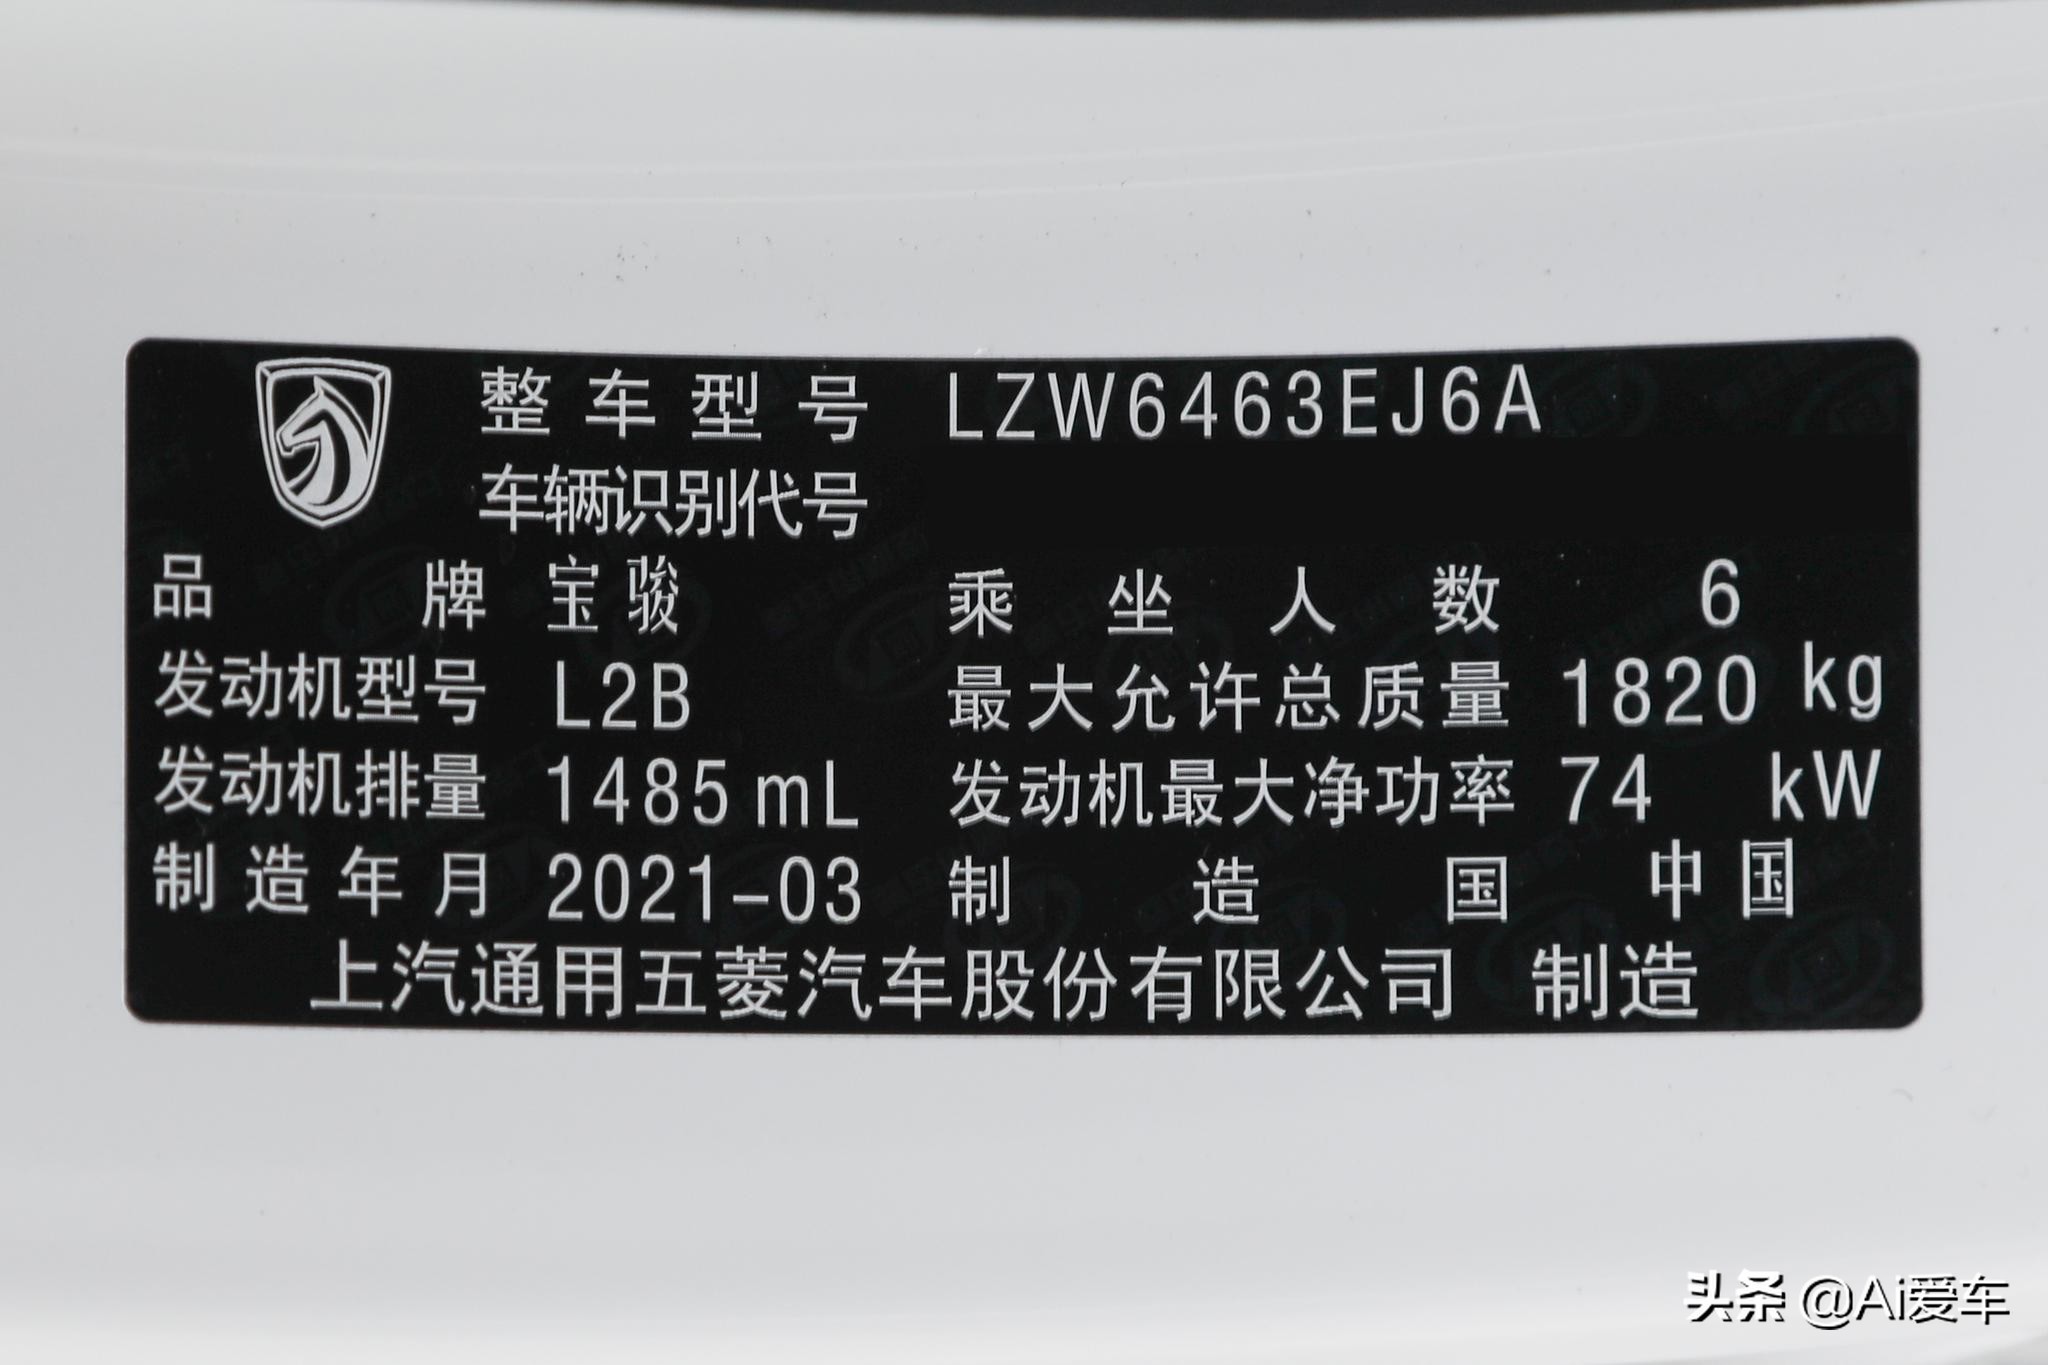 整车型号 LZW6463EJ6A
车辆识别代号
品牌 宝骏 乘坐人数 6
发动机型号 L2B 最大允许总质量 1820 kg
发动机排量 1485mL 发动机最大净功率 74 kW
制造年月 2021-03 制造国 中国
上汽通用五菱汽车股份有限公司 制造
头条 @Ai爱车